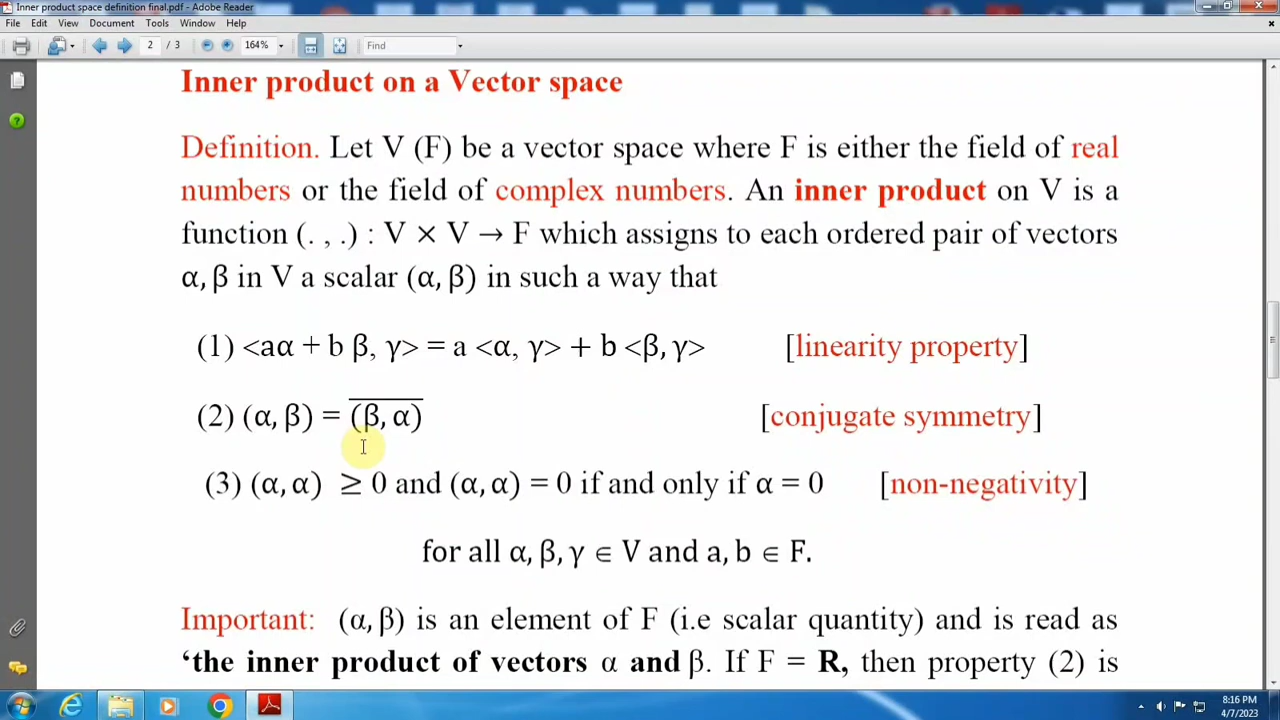 Inner product space definition final.pdf - Adobe Reader
File Edit View Document Tools Window Help
2 / 3 164% Find
Inner product on a Vector space
Definition. Let V (F) be a vector space where F is either the field of real
numbers or the field of complex numbers. An inner product on V is a
function (. , .) : V × V → F which assigns to each ordered pair of vectors
α, β in V a scalar (α, β) in such a way that
(1) <aα + b β, γ> = a <α, γ> + b <β, γ> [linearity property]
(2) (α, β) = \overline{(β, α)} [conjugate symmetry]
(3) (α, α) ≥ 0 and (α, α) = 0 if and only if α = 0 [non-negativity]
for all α, β, γ ∈ V and a, b ∈ F.
Important: (α, β) is an element of F (i.e scalar quantity) and is read as
‘the inner product of vectors α and β. If F = R, then property (2) is
8:16 PM
4/7/2023